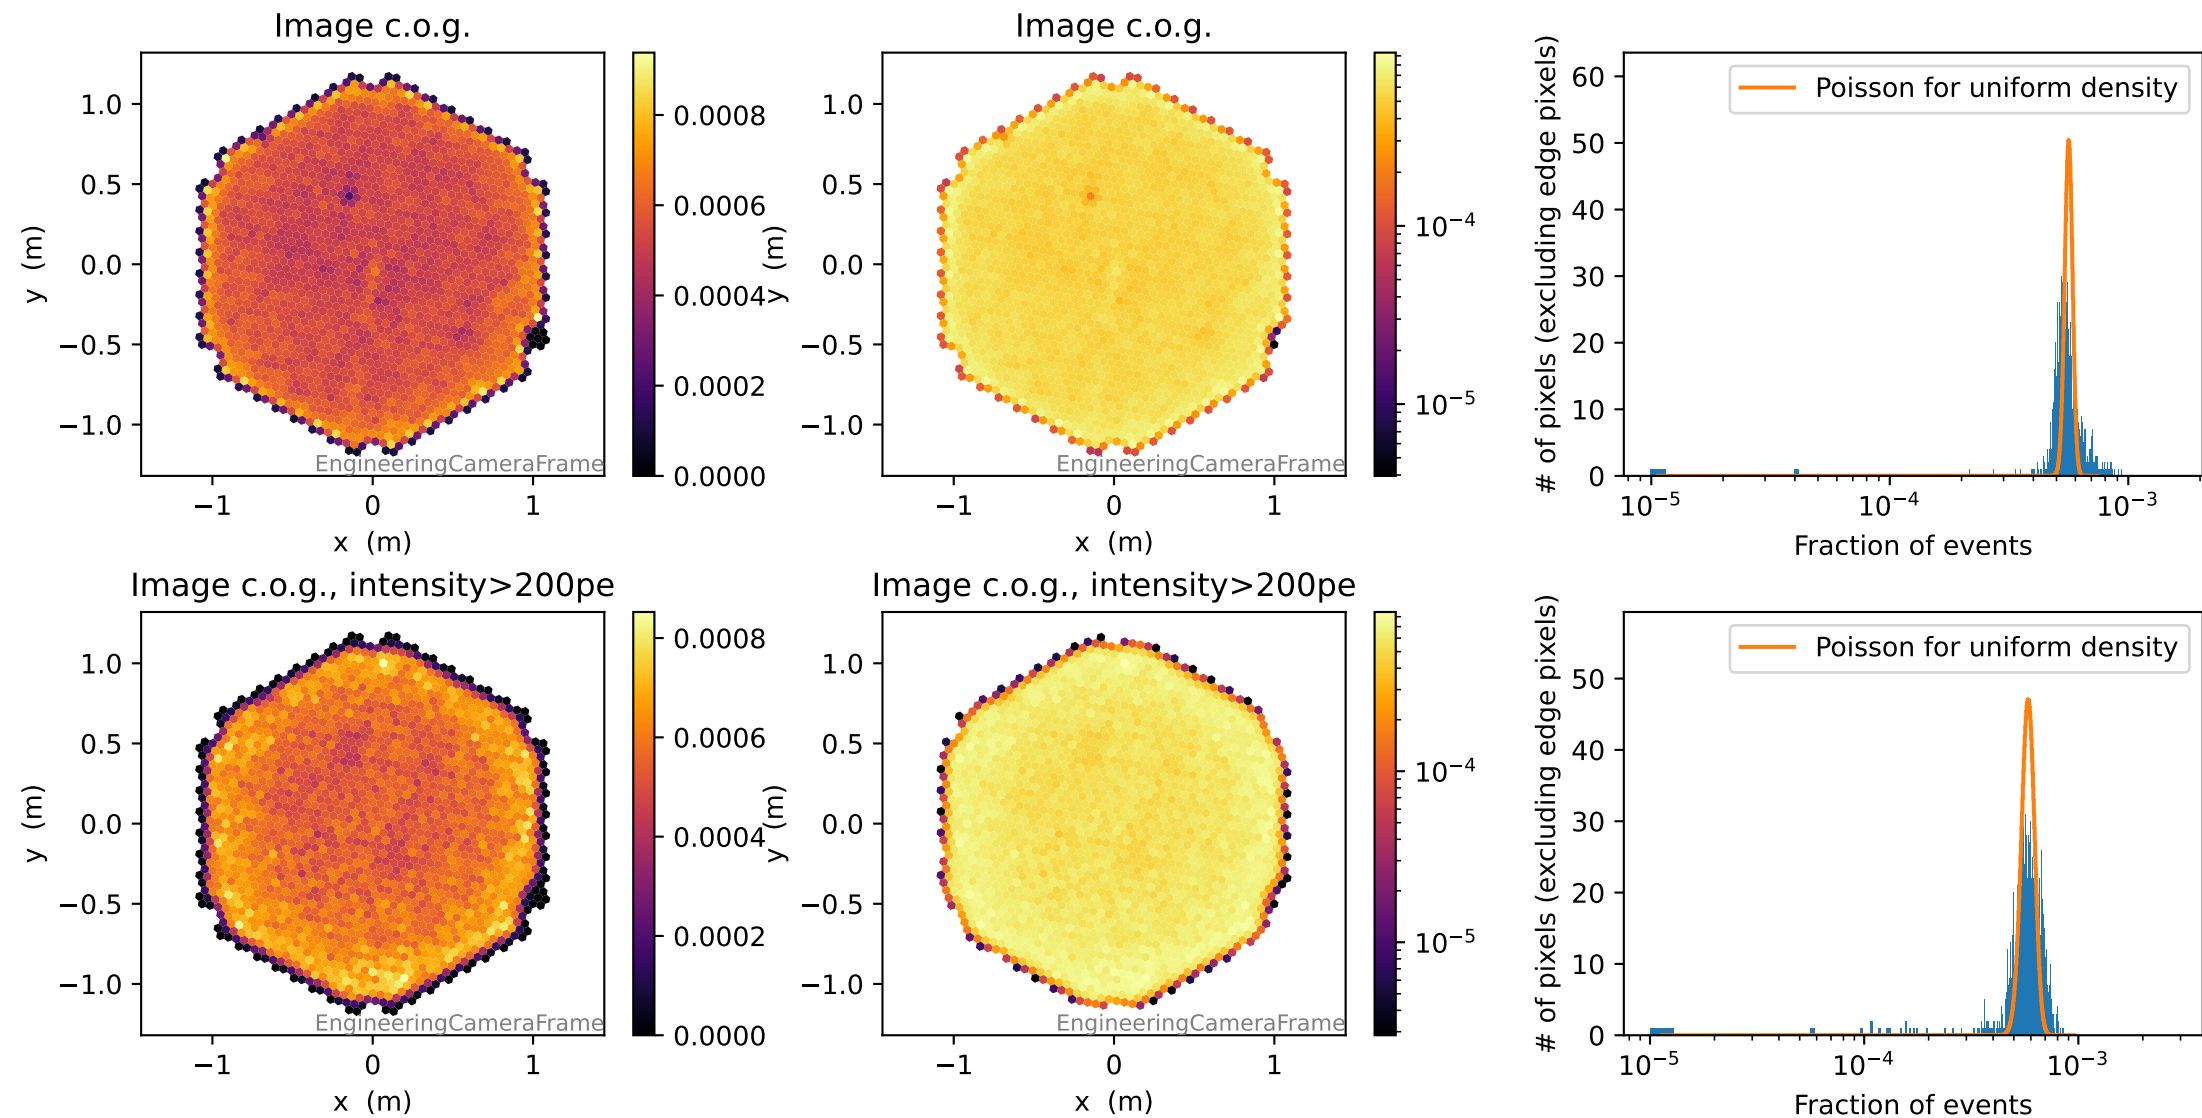 Image c.o.g.
y (m)
1.0
0.5
0.0
−0.5
−1.0
−1
0
1
x (m)
EngineeringCameraFrame
0.0008
0.0006
0.0004
0.0002
0.0000
Image c.o.g.
y (m)
1.0
0.5
0.0
−0.5
−1.0
−1
0
1
x (m)
EngineeringCameraFrame
10⁻⁴
10⁻⁵
# of pixels (excluding edge pixels)
60
50
40
30
20
10
0
Poisson for uniform density
10⁻⁵
10⁻⁴
10⁻³
Fraction of events
Image c.o.g., intensity>200pe
y (m)
1.0
0.5
0.0
−0.5
−1.0
−1
0
1
x (m)
EngineeringCameraFrame
0.0008
0.0006
0.0004
0.0002
0.0000
Image c.o.g., intensity>200pe
y (m)
1.0
0.5
0.0
−0.5
−1.0
−1
0
1
x (m)
EngineeringCameraFrame
10⁻⁴
10⁻⁵
# of pixels (excluding edge pixels)
50
40
30
20
10
0
Poisson for uniform density
10⁻⁵
10⁻⁴
10⁻³
Fraction of events